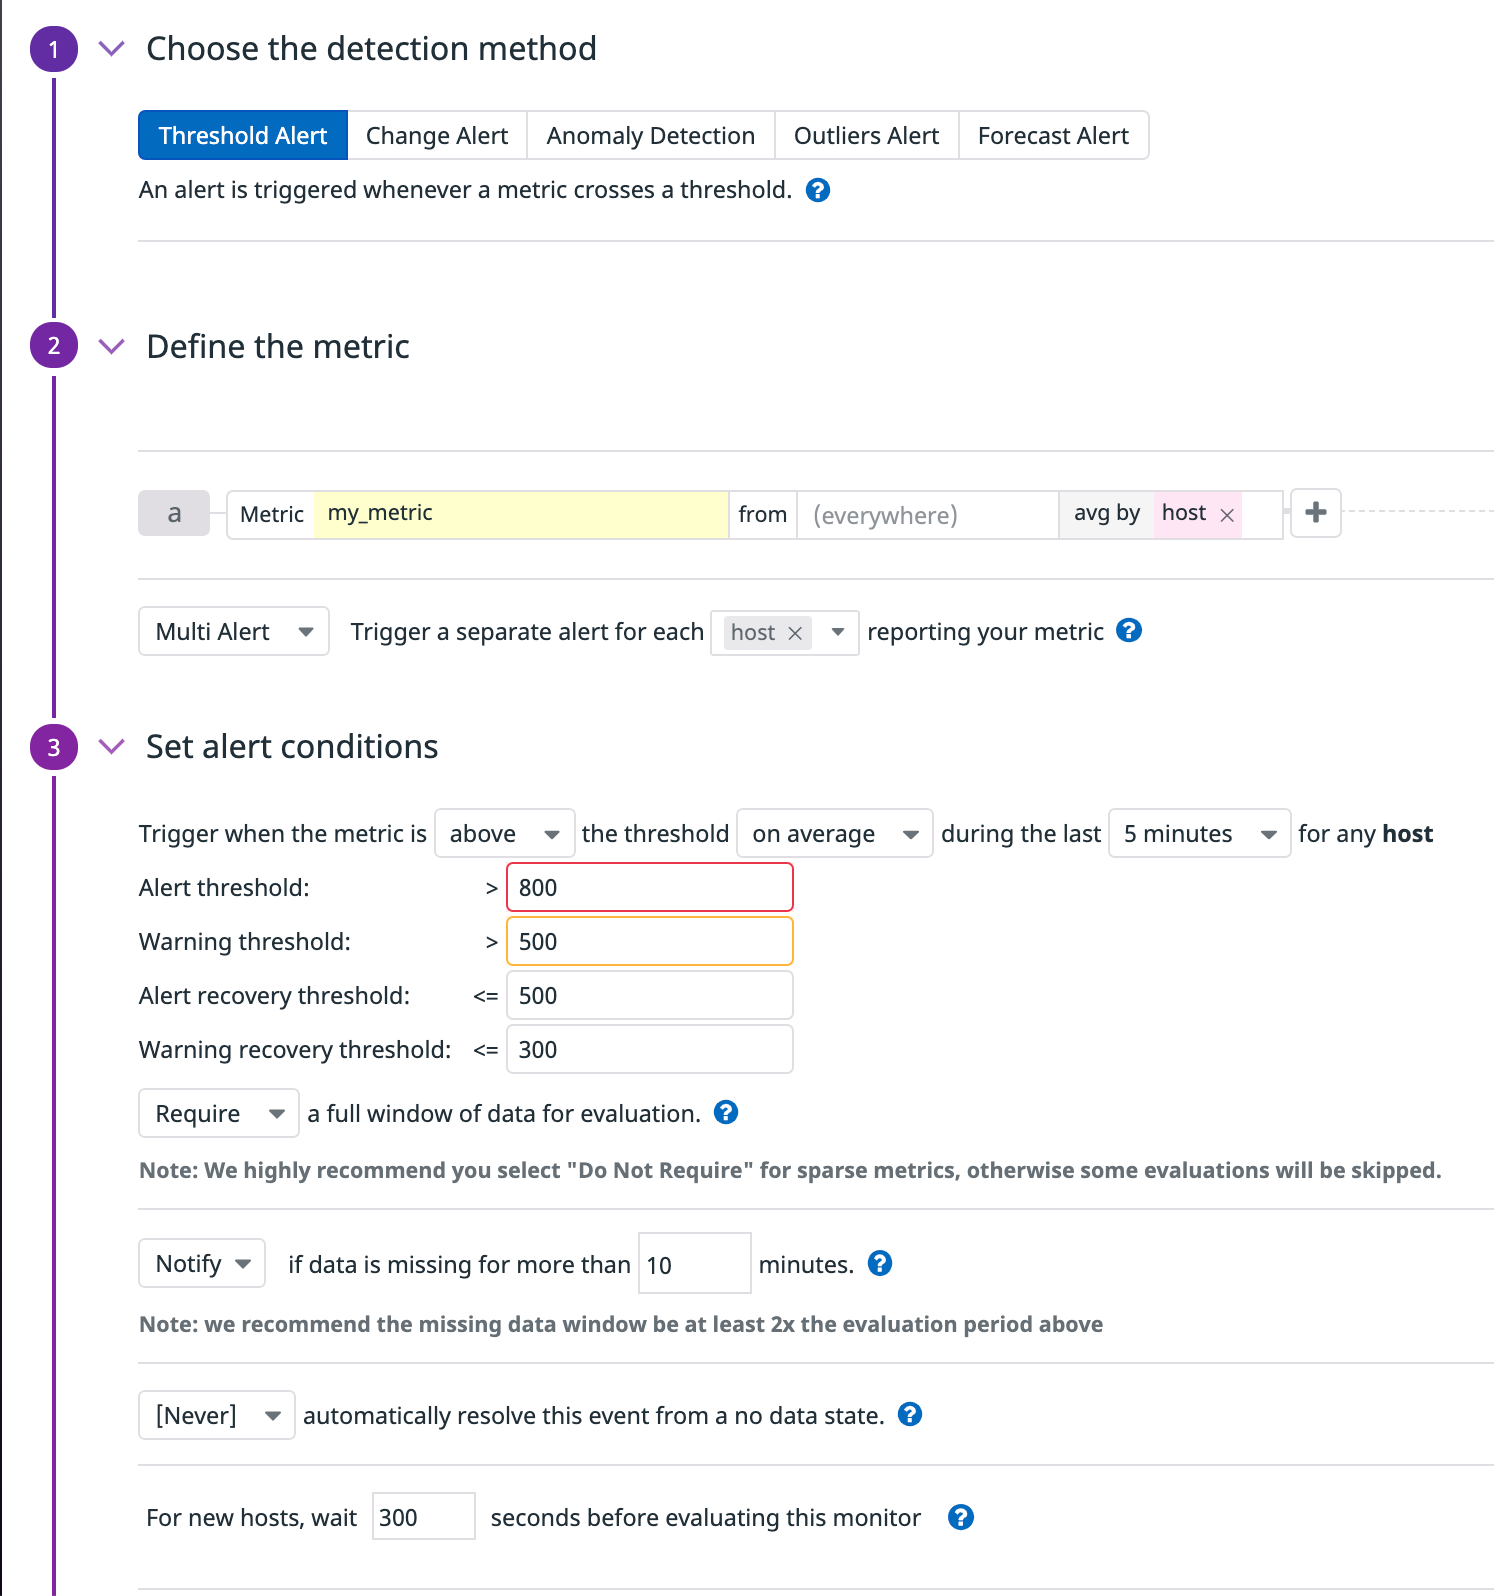 1 Choose the detection method
Threshold Alert Change Alert Anomaly Detection Outliers Alert Forecast Alert
An alert is triggered whenever a metric crosses a threshold. ?
2 Define the metric
a Metric my_metric from (everywhere) avg by host × +
Multi Alert Trigger a separate alert for each host × reporting your metric ?
3 Set alert conditions
Trigger when the metric is above the threshold on average during the last 5 minutes for any host
Alert threshold: > 800
Warning threshold: > 500
Alert recovery threshold: <= 500
Warning recovery threshold: <= 300
Require a full window of data for evaluation. ?
Note: We highly recommend you select "Do Not Require" for sparse metrics, otherwise some evaluations will be skipped.
Notify if data is missing for more than 10 minutes. ?
Note: we recommend the missing data window be at least 2x the evaluation period above
[Never] automatically resolve this event from a no data state. ?
For new hosts, wait 300 seconds before evaluating this monitor ?